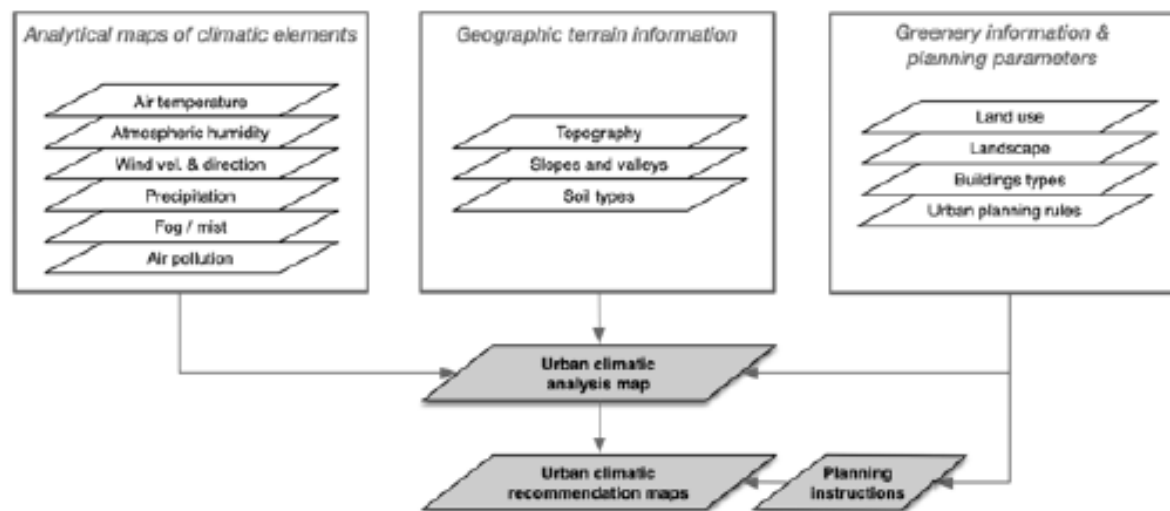 Analytical maps of climatic elements
Air temperature
Atmospheric humidity
Wind vel. & direction
Precipitation
Fog / mist
Air pollution
Geographic terrain information
Topography
Slopes and valleys
Soil types
Greenery information &
planning parameters
Land use
Landscape
Buildings types
Urban planning rules
Urban climatic
analysis map
Urban climatic
recommendation maps
Planning
instructions